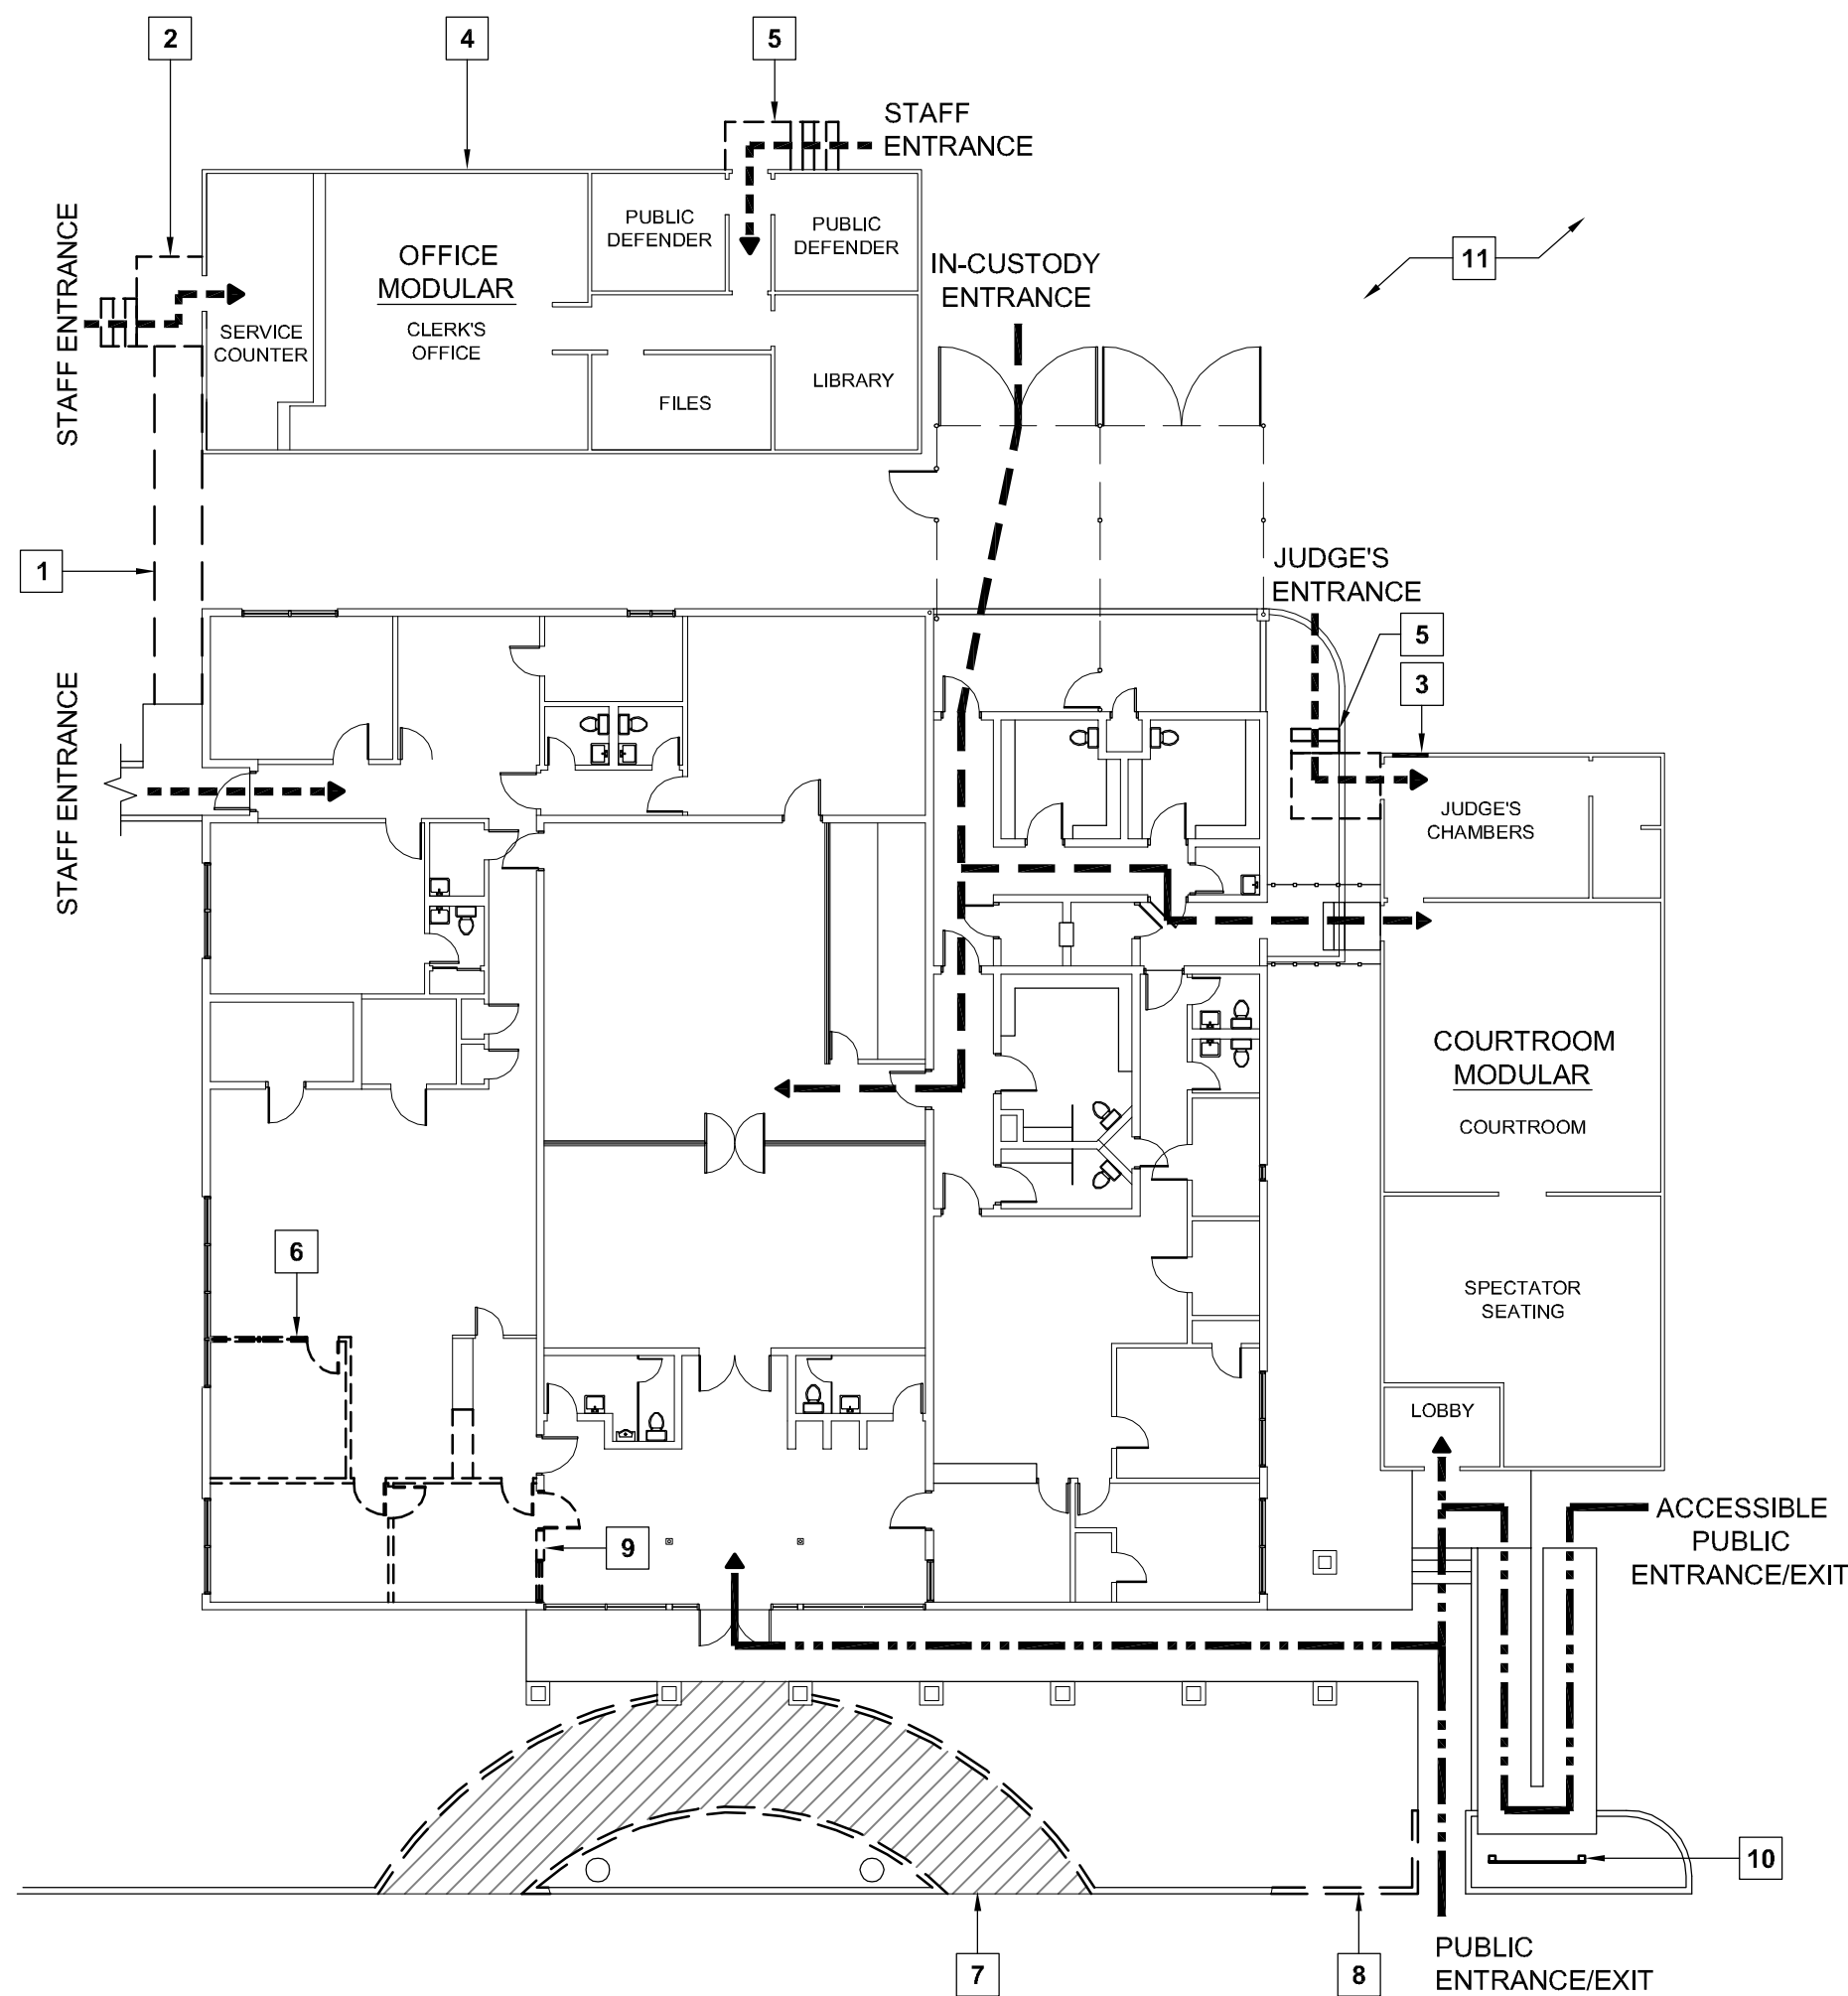 2
4
5
STAFF
ENTRANCE
STAFF ENTRANCE
PUBLIC
DEFENDER
PUBLIC
DEFENDER
OFFICE
MODULAR
CLERK'S
OFFICE
SERVICE
COUNTER
FILES
LIBRARY
IN-CUSTODY
ENTRANCE
11
1
JUDGE'S
ENTRANCE
5
3
STAFF ENTRANCE
JUDGE'S
CHAMBERS
COURTROOM
MODULAR
COURTROOM
6
SPECTATOR
SEATING
LOBBY
9
ACCESSIBLE
PUBLIC
ENTRANCE/EXIT
10
7
8
PUBLIC
ENTRANCE/EXIT